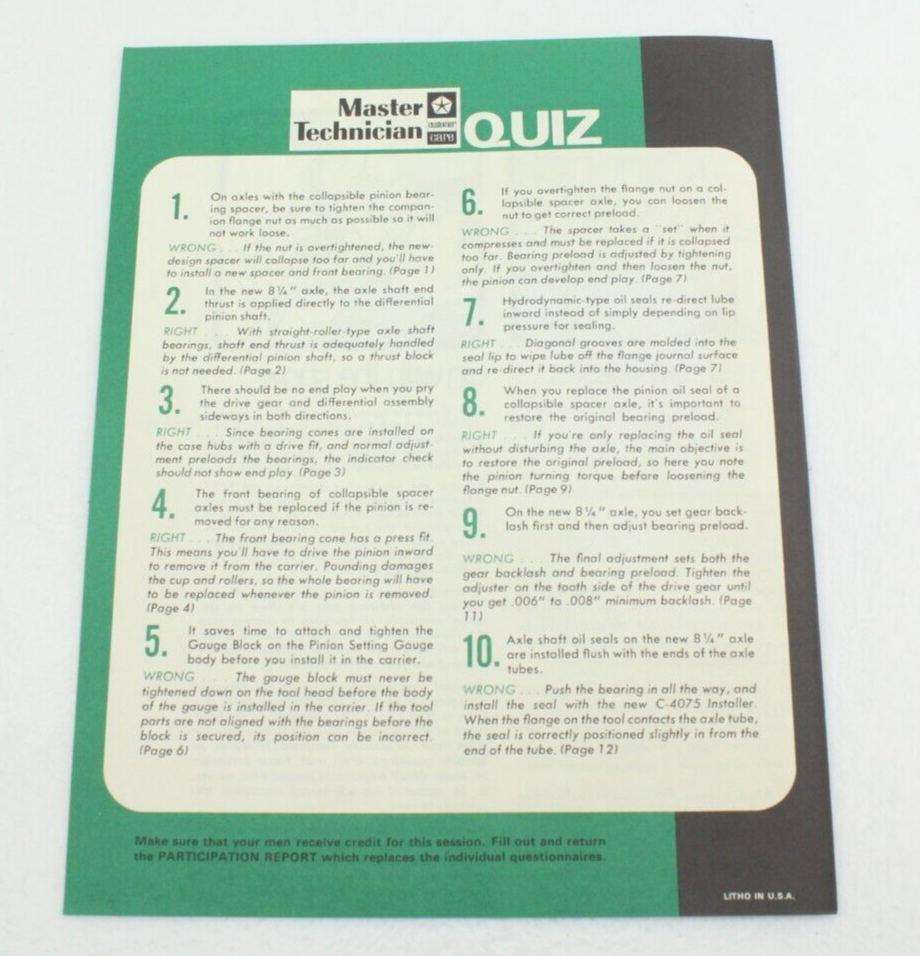 Master
Technician
customer
care
QUIZ
1. On axles with the collapsible pinion bear-
ing spacer, be sure to tighten the compan-
ion flange nut as much as possible so it will
not work loose.
WRONG . . . If the nut is overtightened, the new-
design spacer will collapse too far and you'll have
to install a new spacer and front bearing. (Page 1)
2. In the new 8¼" axle, the axle shaft end
thrust is applied directly to the differential
pinion shaft.
RIGHT . . . With straight-roller-type axle shaft
bearings, shaft end thrust is adequately handled
by the differential pinion shaft, so a thrust block
is not needed. (Page 2)
3. There should be no end play when you pry
the drive gear and differential assembly
sideways in both directions.
RIGHT . . . Since bearing cones are installed on
the case hubs with a drive fit, and normal adjust-
ment preloads the bearings, the indicator check
should not show end play. (Page 3)
4. The front bearing of collapsible spacer
axles must be replaced if the pinion is re-
moved for any reason.
RIGHT . . . The front bearing cone has a press fit.
This means you'll have to drive the pinion inward
to remove it from the carrier. Pounding damages
the cup and rollers, so the whole bearing will have
to be replaced whenever the pinion is removed.
(Page 4)
5. It saves time to attach and tighten the
Gauge Block on the Pinion Setting Gauge
body before you install it in the carrier.
WRONG . . . The gauge block must never be
tightened down on the tool head before the body
of the gauge is installed in the carrier. If the tool
parts are not aligned with the bearings before the
block is secured, its position can be incorrect.
(Page 6)
6. If you overtighten the flange nut on a col-
lapsible spacer axle, you can loosen the
nut to get correct preload.
WRONG . . . The spacer takes a "set" when it
compresses and must be replaced if it is collapsed
too far. Bearing preload is adjusted by tightening
only. If you overtighten and then loosen the nut,
the pinion can develop end play. (Page 7)
7. Hydrodynamic-type oil seals re-direct lube
inward instead of simply depending on lip
pressure for sealing.
RIGHT . . . Diagonal grooves are molded into the
seal lip to wipe lube off the flange journal surface
and re-direct it back into the housing. (Page 7)
8. When you replace the pinion oil seal of a
collapsible spacer axle, it's important to
restore the original bearing preload.
RIGHT . . . If you're only replacing the oil seal
without disturbing the axle, the main objective is
to restore the original preload, so here you note
the pinion turning torque before loosening the
flange nut. (Page 9)
9. On the new 8¼" axle, you set gear back-
lash first and then adjust bearing preload.
WRONG . . . The final adjustment sets both the
gear backlash and bearing preload. Tighten the
adjuster on the tooth side of the drive gear until
you get .006" to .008" minimum backlash. (Page
11)
10. Axle shaft oil seals on the new 8¼" axle
are installed flush with the ends of the axle
tubes.
WRONG . . . Push the bearing in all the way, and
install the seal with the new C-4075 Installer.
When the flange on the tool contacts the axle tube,
the seal is correctly positioned slightly in from the
end of the tube. (Page 12)
Make sure that your men receive credit for this session. Fill out and return
the PARTICIPATION REPORT which replaces the individual questionnaires.
LITHO IN U.S.A.